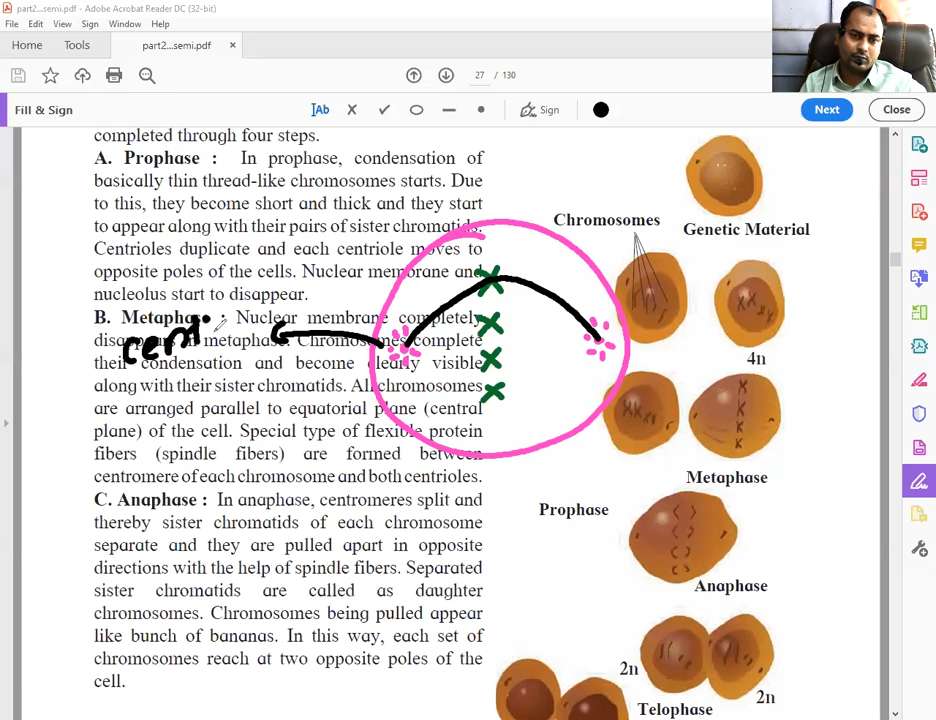 part2...semi.pdf - Adobe Acrobat Reader DC (32-bit)
File Edit View Sign Window Help
Home Tools part2...semi.pdf ×
27 / 130
Fill & Sign
Ab
Sign
Next
Close
completed through four steps.
A. Prophase : In prophase, condensation of
basically thin thread-like chromosomes starts. Due
to this, they become short and thick and they start
to appear along with their pairs of sister chromatids.
Centrioles duplicate and each centriole moves to
opposite poles of the cells. Nuclear membrane and
nucleolus start to disappear.
B. Metaphase : Nuclear membrane completely
disappears in metaphase. Chromosomes complete
their condensation and become clearly visible
along with their sister chromatids. All chromosomes
are arranged parallel to equatorial plane (central
plane) of the cell. Special type of flexible protein
fibers (spindle fibers) are formed between
centromere of each chromosome and both centrioles.
C. Anaphase : In anaphase, centromeres split and
thereby sister chromatids of each chromosome
separate and they are pulled apart in opposite
directions with the help of spindle fibers. Separated
sister chromatids are called as daughter
chromosomes. Chromosomes being pulled appear
like bunch of bananas. In this way, each set of
chromosomes reach at two opposite poles of the
cell.
Chromosomes
Genetic Material
4n
Metaphase
Prophase
Anaphase
2n
2n
Telophase